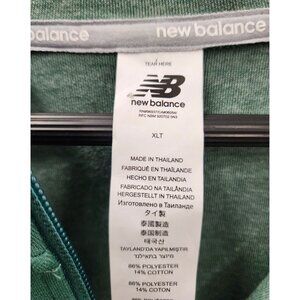 new balance
new balance
TEAR HERE
NB
new balance
XLT
MADE IN THAILAND
FABRIQUÉ EN THAÏLANDE
HECHO EN TAILANDIA
FABRICADO NA TAILÂNDIA
HERGESTELLT IN THAILAND
Изготовлено в Таиланде
タイ製
泰國製造
泰国制造
태국산
TAYLAND'DA YAPILMIŞTIR
86% POLYESTER
14% COTTON
86% POLYESTER
14% COTON